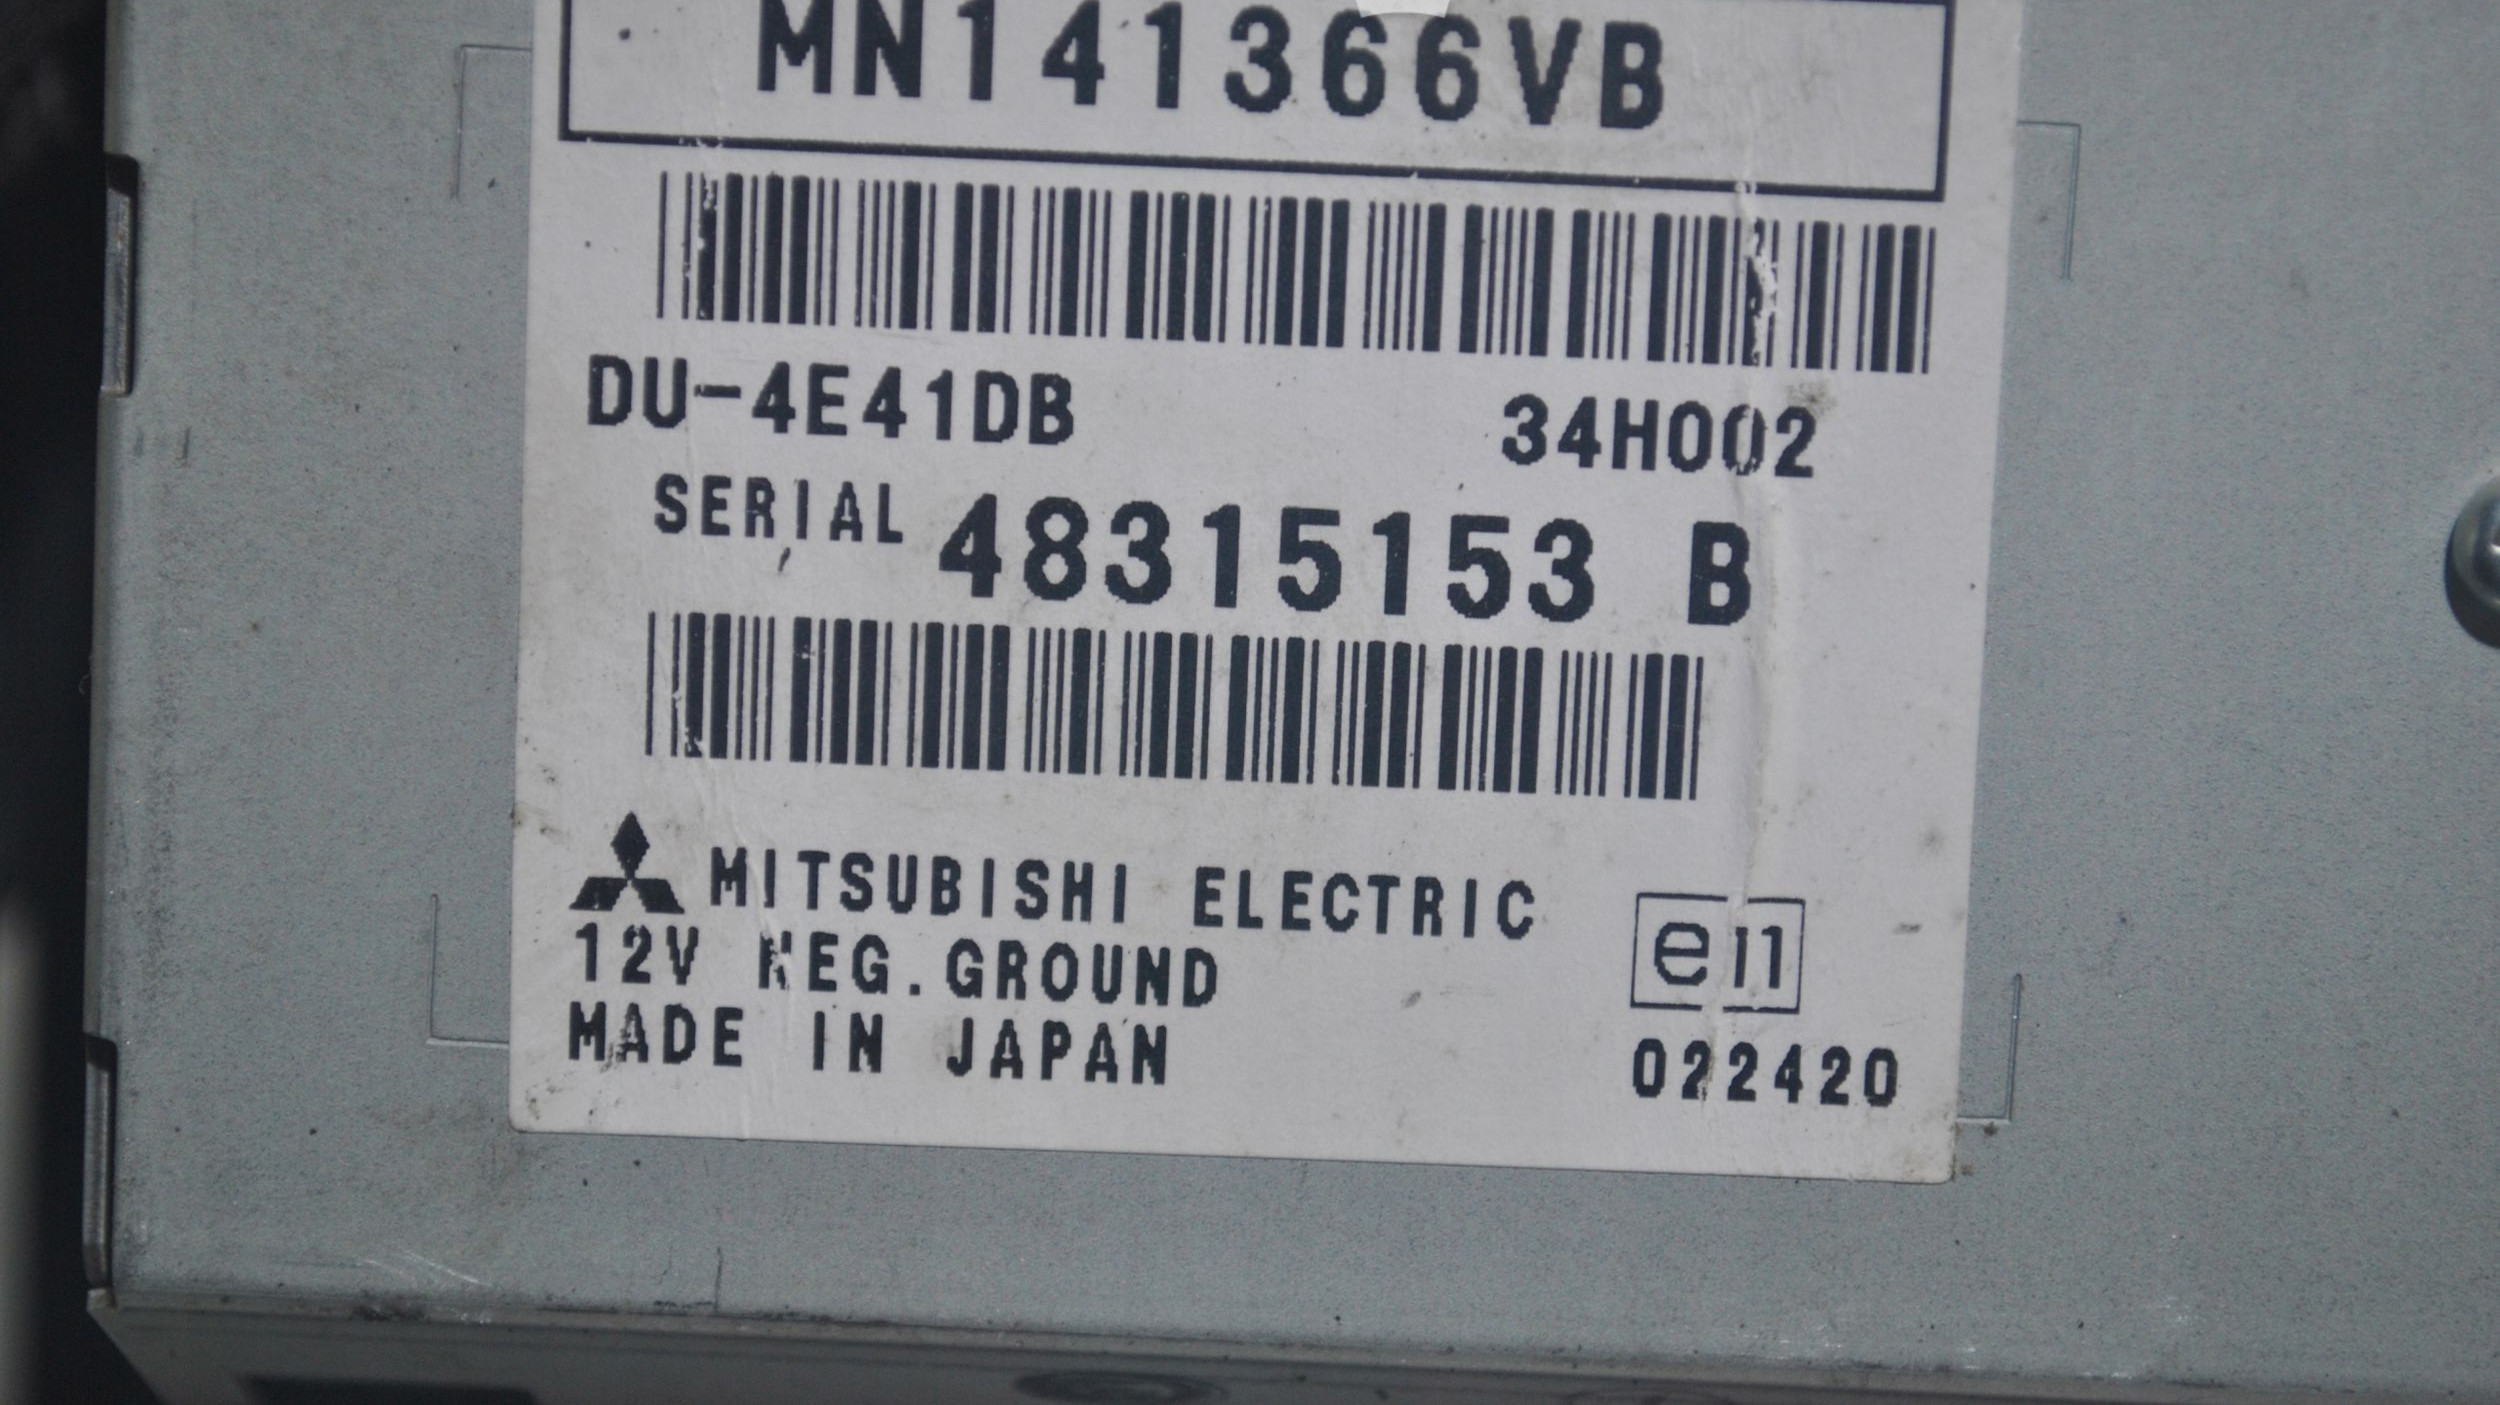 MN141366VB
DU-4E41DB 34H002
SERIAL 48315153 B
MITSUBISHI ELECTRIC
12V NEG.GROUND
e11
MADE IN JAPAN
022420